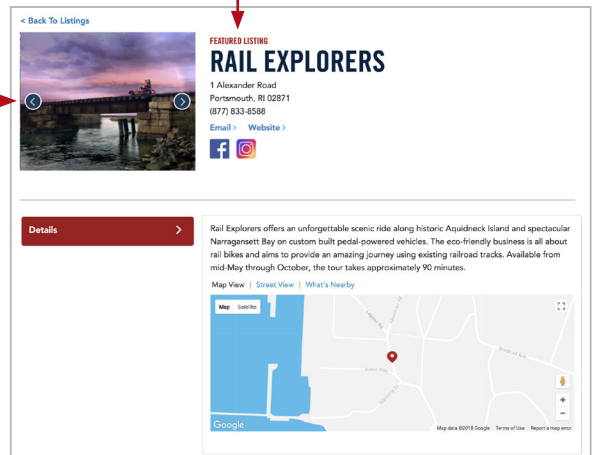 < Back To Listings
FEATURED LISTING
RAIL EXPLORERS
1 Alexander Road
Portsmouth, RI 02871
(877) 833-8588
Email > Website >
Details
Rail Explorers offers an unforgettable scenic ride along historic Aquidneck Island and spectacular
Narragansett Bay on custom built pedal-powered vehicles. The eco-friendly business is all about
rail bikes and aims to provide an amazing journey using existing railroad tracks. Available from
mid-May through October, the tour takes approximately 90 minutes.
Map View | Street View | What's Nearby
Map Satellite
Google
Map data ©2018 Google Terms of Use Report a map error